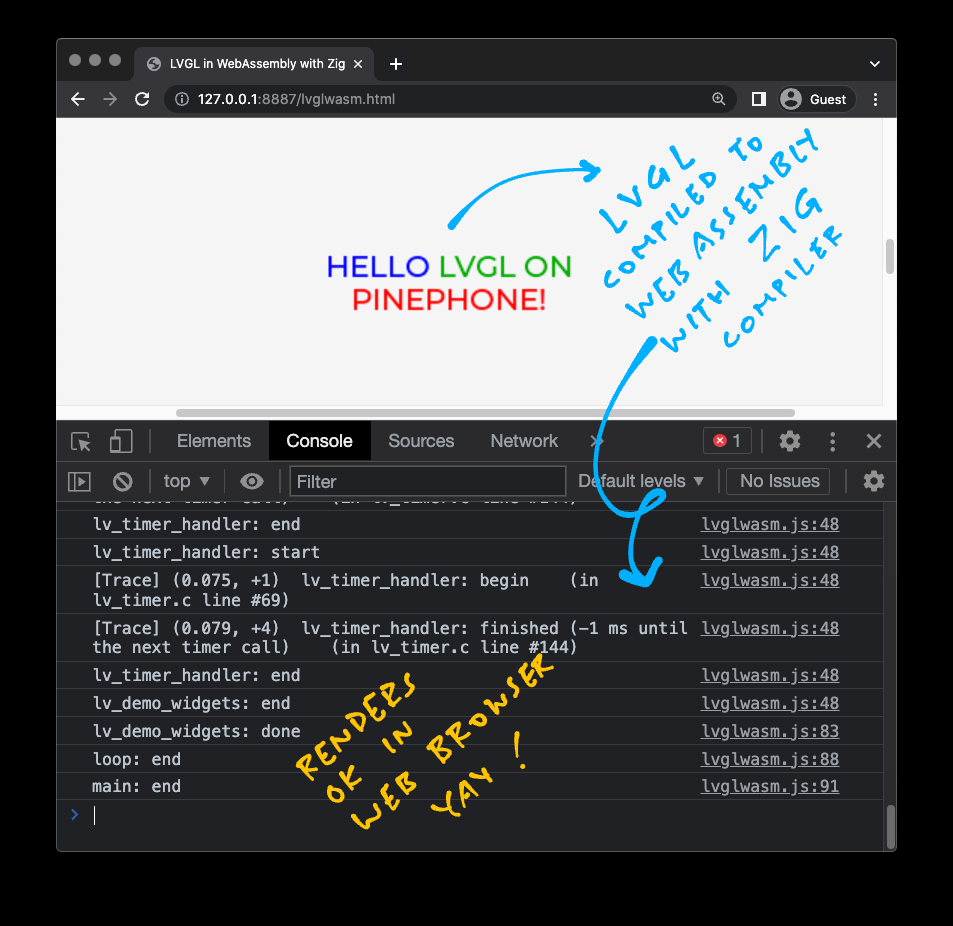 LVGL in WebAssembly with Zig
127.0.0.1:8887/lvglwasm.html
Guest
HELLO LVGL ON
PINEPHONE!
LVGL
COMPILED TO
WEBASSEMBLY
WITH ZIG
COMPILER
Elements Console Sources Network » 1
top ▼ Filter Default levels ▼ No Issues
lv_timer_handler: end lvglwasm.js:48
lv_timer_handler: start lvglwasm.js:48
[Trace] (0.075, +1) lv_timer_handler: begin (in lvglwasm.js:48
lv_timer.c line #69)
[Trace] (0.079, +4) lv_timer_handler: finished (-1 ms until lvglwasm.js:48
the next timer call) (in lv_timer.c line #144)
lv_timer_handler: end lvglwasm.js:48
lv_demo_widgets: end lvglwasm.js:48
lv_demo_widgets: done lvglwasm.js:83
loop: end lvglwasm.js:88
main: end lvglwasm.js:91
RENDERS
OK IN
WEB BROWSER
YAY!